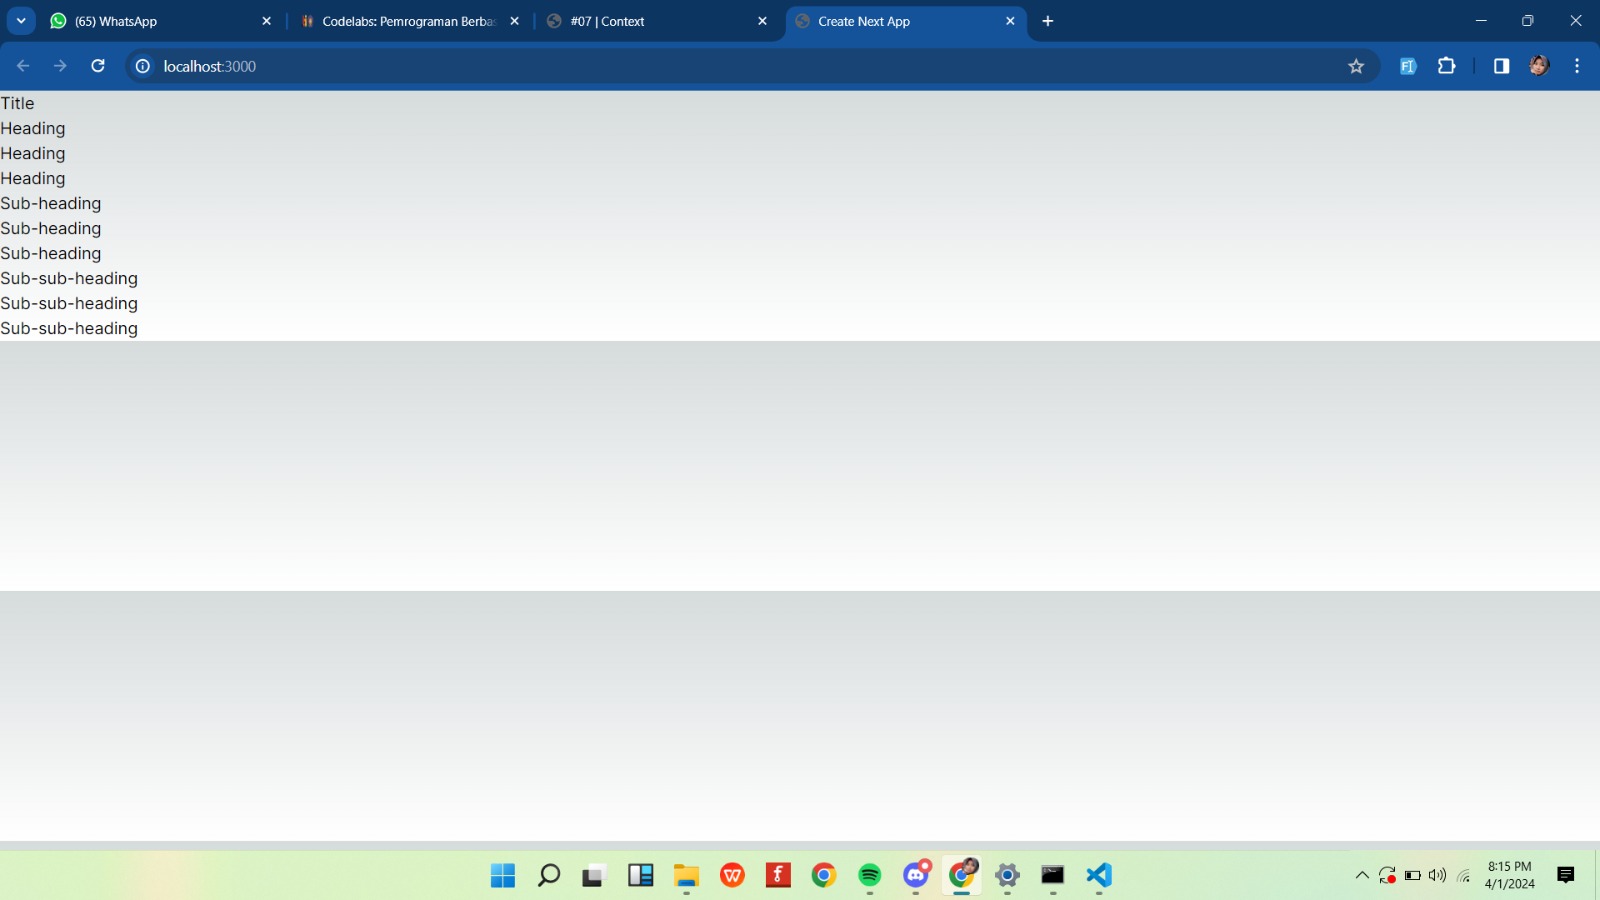 (65) WhatsApp
Codelabs: Pemrograman Berbas
#07 | Context
Create Next App
localhost:3000
Title
Heading
Heading
Heading
Sub-heading
Sub-heading
Sub-heading
Sub-sub-heading
Sub-sub-heading
Sub-sub-heading
8:15 PM
4/1/2024